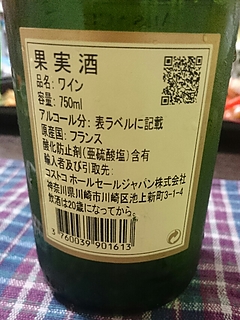 果実酒
品名: ワイン
容量: 750ml
アルコール分: 表ラベルに記載
原産国: フランス
酸化防止剤(亜硫酸塩)含有
輸入者及び引取先:
コストコ ホールセールジャパン株式会社
神奈川県川崎市川崎区池上新町3-1-4
飲酒は20歳になってから。
3 760039 901613